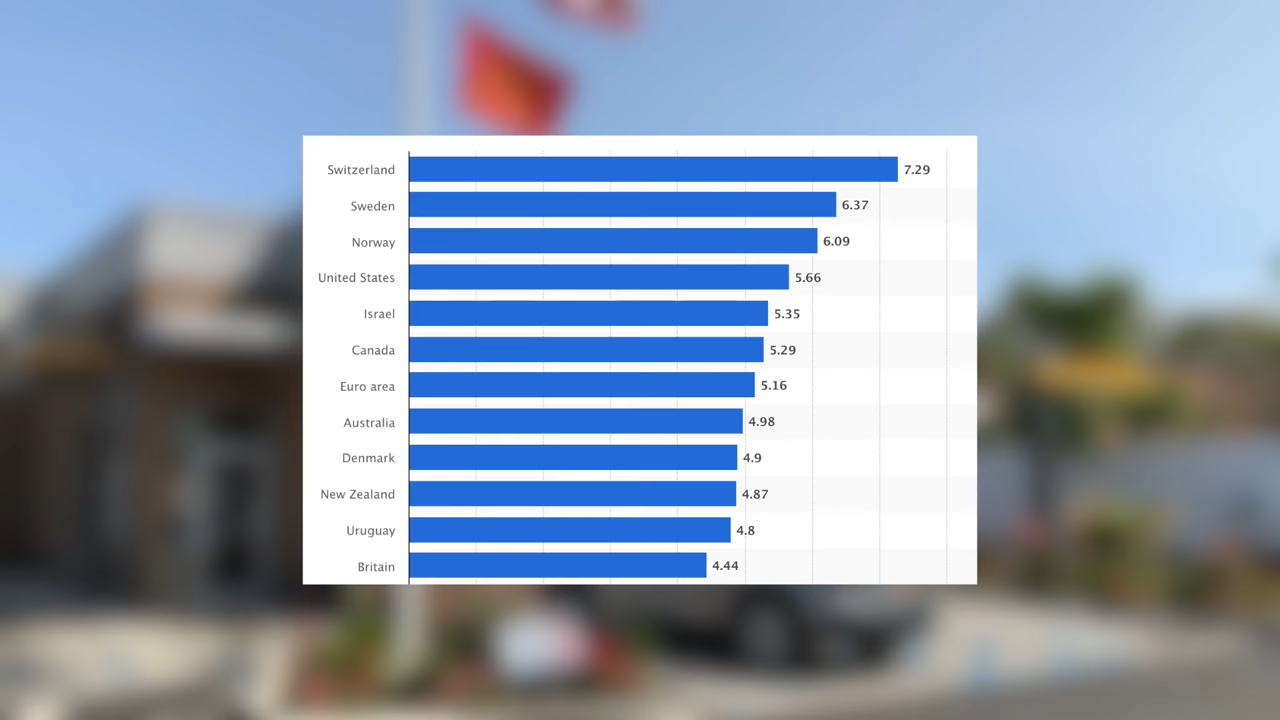 Switzerland 7.29
Sweden 6.37
Norway 6.09
United States 5.66
Israel 5.35
Canada 5.29
Euro area 5.16
Australia 4.98
Denmark 4.9
New Zealand 4.87
Uruguay 4.8
Britain 4.44